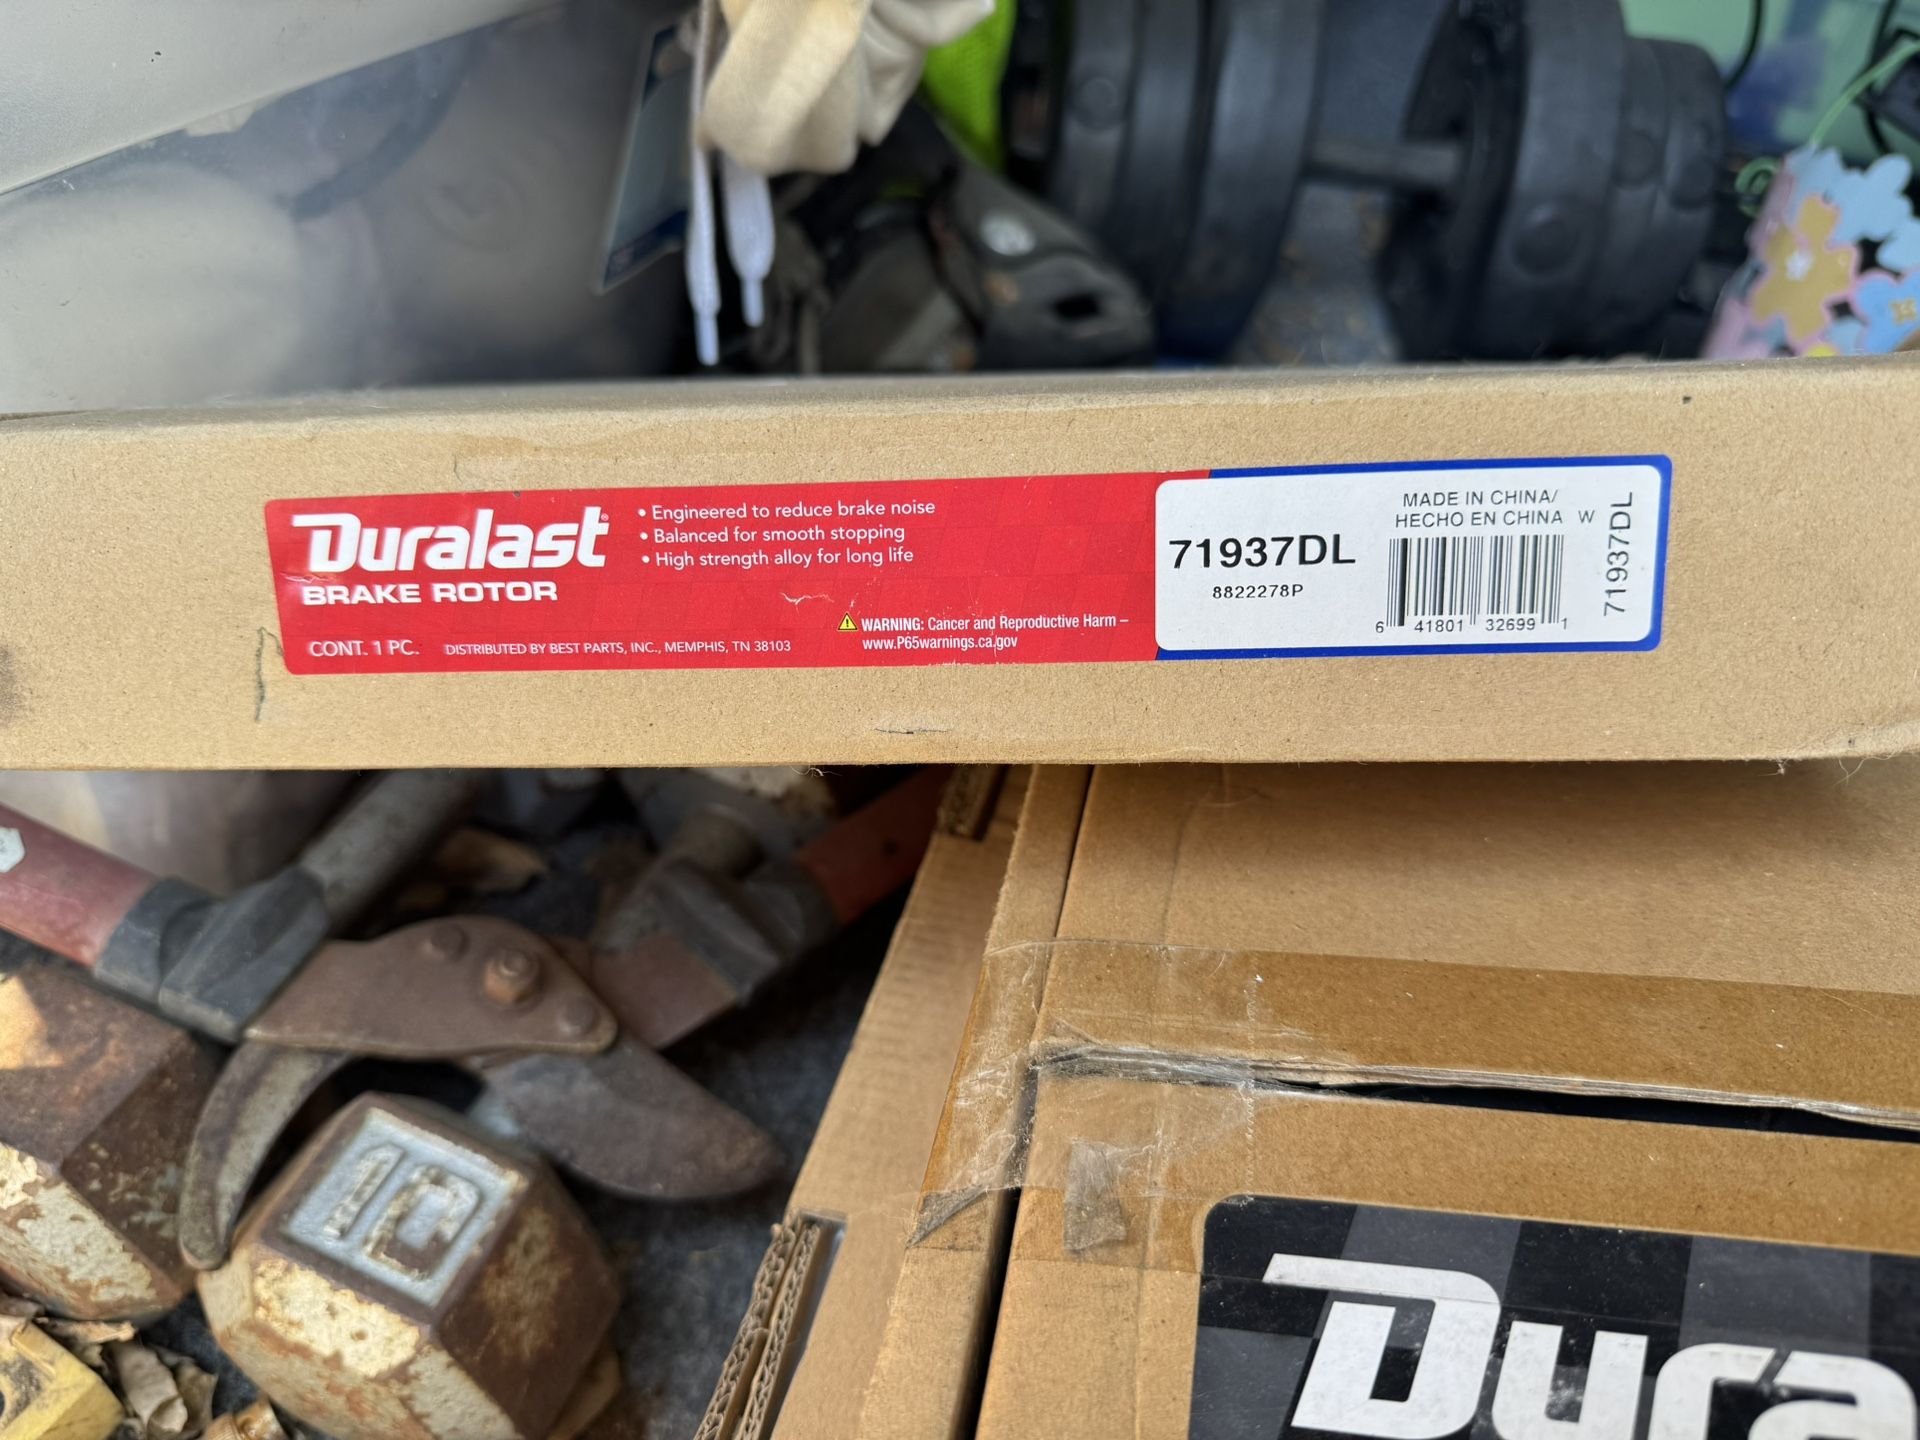 Duralast®
BRAKE ROTOR
• Engineered to reduce brake noise
• Balanced for smooth stopping
• High strength alloy for long life
CONT. 1 PC.
DISTRIBUTED BY BEST PARTS, INC., MEMPHIS, TN 38103
WARNING: Cancer and Reproductive Harm –
www.P65warnings.ca.gov
71937DL
8822278P
MADE IN CHINA/
HECHO EN CHINA W
6 41801 32699 1
71937DL
10
Dura